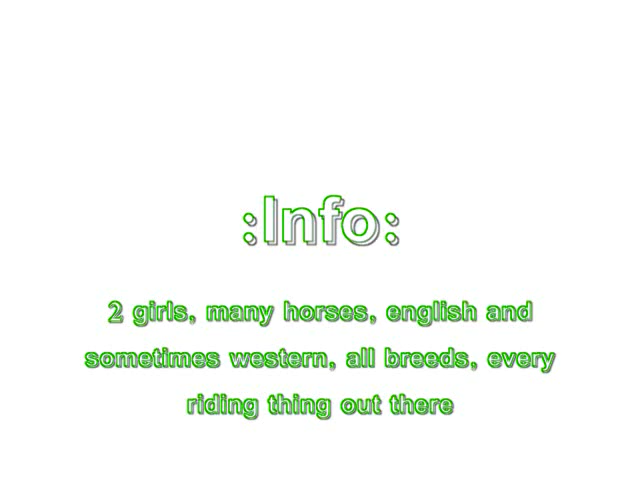 :Info:
2 girls, many horses, english and
sometimes western, all breeds, every
riding thing out there